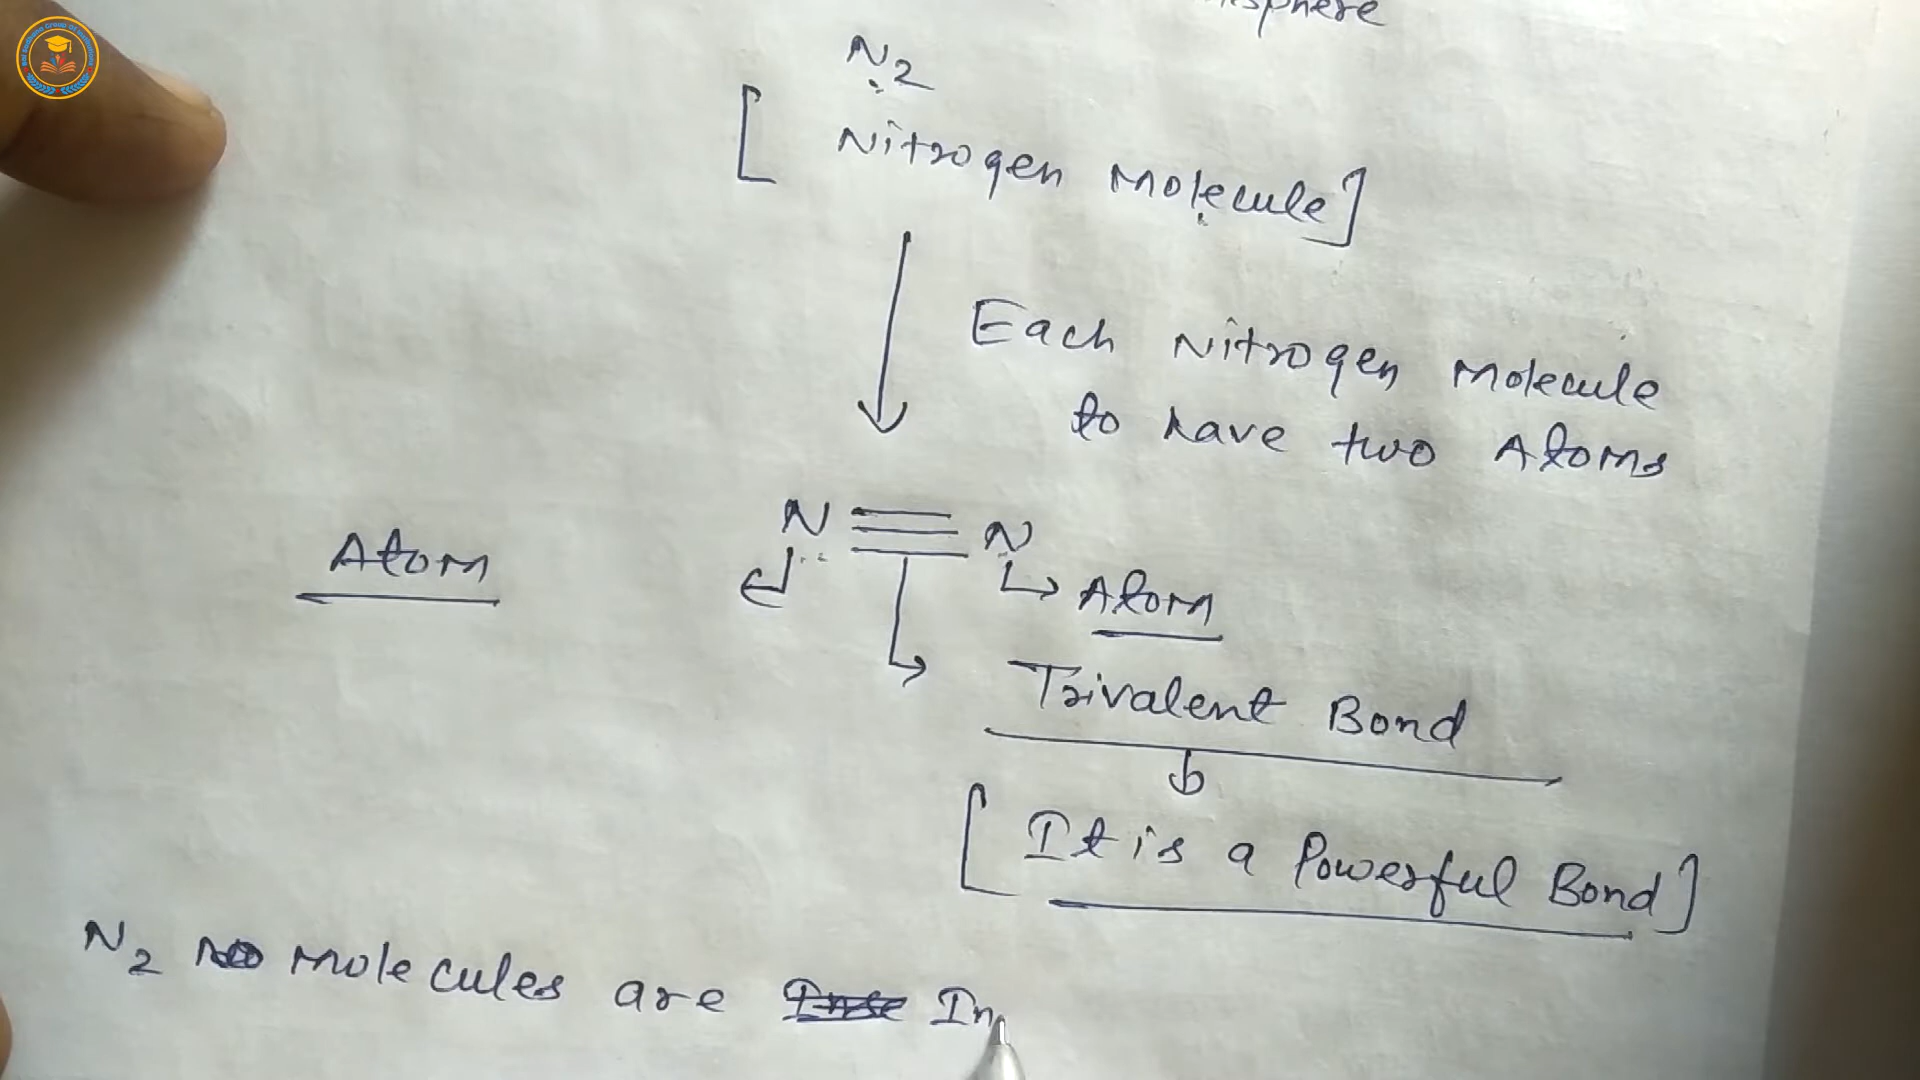 N2
[ Nitrogen Molecule ]
Each Nitrogen Molecule
to have two Atoms
N ≡ N
Atom
Atom
Trivalent Bond
[ It is a Powerful Bond ]
N2 molecules are In